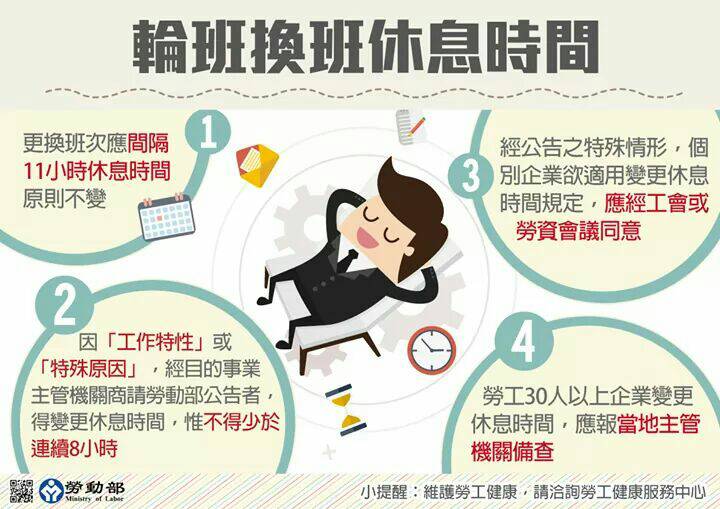 輪班換班休息時間
1
更換班次應間隔
11小時休息時間
原則不變
2
因「工作特性」或
「特殊原因」，經目的事業
主管機關商請勞動部公告者，
得變更休息時間，惟不得少於
連續8小時
3
經公告之特殊情形，個
別企業欲適用變更休息
時間規定，應經工會或
勞資會議同意
4
勞工30人以上企業變更
休息時間，應報當地主管
機關備查
勞動部
Ministry of Labor
小提醒：維護勞工健康，請洽詢勞工健康服務中心